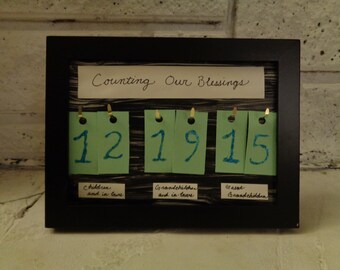 Counting Our Blessings
12 19 15
Children Grandchildren Great
and in-laws and in-laws Grandchildren